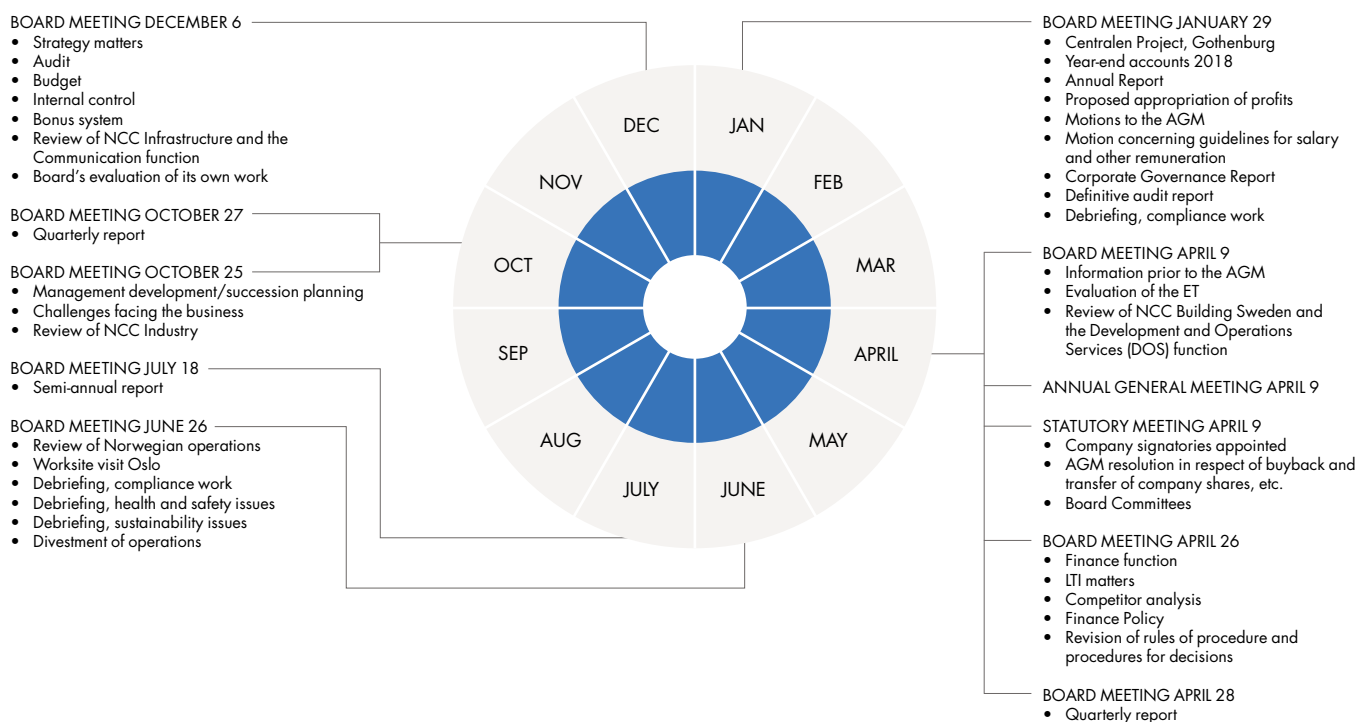 BOARD MEETING DECEMBER 6
• Strategy matters
• Audit
• Budget
• Internal control
• Bonus system
• Review of NCC Infrastructure and the
Communication function
• Board's evaluation of its own work
BOARD MEETING OCTOBER 27
• Quarterly report
BOARD MEETING OCTOBER 25
• Management development/succession planning
• Challenges facing the business
• Review of NCC Industry
BOARD MEETING JULY 18
• Semi-annual report
BOARD MEETING JUNE 26
• Review of Norwegian operations
• Worksite visit Oslo
• Debriefing, compliance work
• Debriefing, health and safety issues
• Debriefing, sustainability issues
• Divestment of operations
JAN
FEB
MAR
APRIL
MAY
JUNE
JULY
AUG
SEP
OCT
NOV
DEC
BOARD MEETING JANUARY 29
• Centralen Project, Gothenburg
• Year-end accounts 2018
• Annual Report
• Proposed appropriation of profits
• Motions to the AGM
• Motion concerning guidelines for salary
and other remuneration
• Corporate Governance Report
• Definitive audit report
• Debriefing, compliance work
BOARD MEETING APRIL 9
• Information prior to the AGM
• Evaluation of the ET
• Review of NCC Building Sweden and
the Development and Operations
Services (DOS) function
ANNUAL GENERAL MEETING APRIL 9
STATUTORY MEETING APRIL 9
• Company signatories appointed
• AGM resolution in respect of buyback and
transfer of company shares, etc.
• Board Committees
BOARD MEETING APRIL 26
• Finance function
• LTI matters
• Competitor analysis
• Finance Policy
• Revision of rules of procedure and
procedures for decisions
BOARD MEETING APRIL 28
• Quarterly report